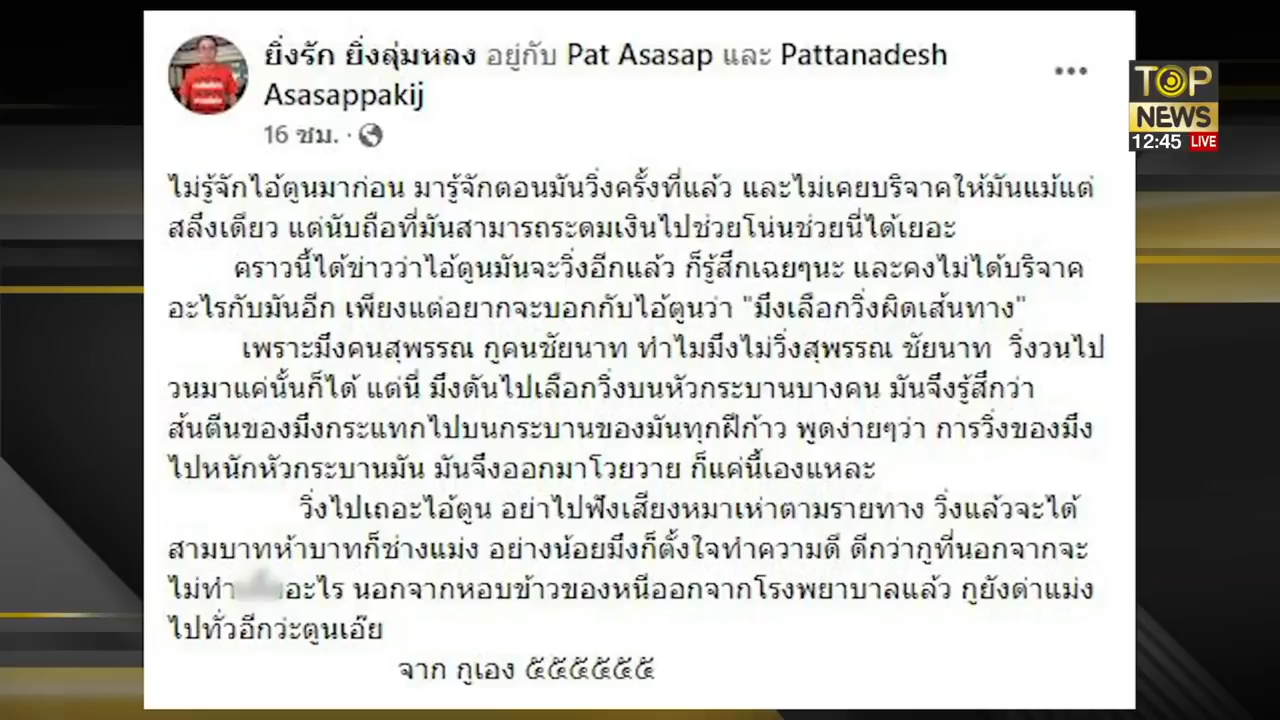 ยิ่งรัก ยิ่งลุ่มหลง อยู่กับ Pat Asasap และ Pattanadesh
Asasappakij
16 ชม. ·
TOP
NEWS
12:45 LIVE
ไม่รู้จักไอ้ตูนมาก่อน มารู้จักตอนมันวิ่งครั้งที่แล้ว และไม่เคยบริจาคให้มันแม้แต่
สลึงเดียว แต่นับถือที่มันสามารถระดมเงินไปช่วยโน่นช่วยนี่ได้เยอะ
คราวนี้ได้ข่าวว่าไอ้ตูนมันจะวิ่งอีกแล้ว ก็รู้สึกเฉยๆนะ และคงไม่ได้บริจาค
อะไรกับมันอีก เพียงแต่อยากจะบอกกับไอ้ตูนว่า "มึงเลือกวิ่งผิดเส้นทาง"
เพราะมึงคนสุพรรณ กูคนชัยนาท ทำไมมึงไม่วิ่งสุพรรณ ชัยนาท วิ่งวนไป
วนมาแค่นั้นก็ได้ แต่นี่ มึงดันไปเลือกวิ่งบนหัวกระบานบางคน มันจึงรู้สึกว่า
ส้นตีนของมึงกระแทกไปบนกระบานของมันทุกฝีก้าว พูดง่ายๆว่า การวิ่งของมึง
ไปหนักหัวกระบานมัน มันจึงออกมาโวยวาย ก็แค่นี้เองแหละ
วิ่งไปเถอะไอ้ตูน อย่าไปฟังเสียงหมาเห่าตามรายทาง วิ่งแล้วจะได้
สามบาทห้าบาทก็ช่างแม่ง อย่างน้อยมึงก็ตั้งใจทำความดี ดีกว่ากูที่นอกจากจะ
ไม่ทำ อะไร นอกจากหอบข้าวของหนีออกจากโรงพยาบาลแล้ว กูยังด่าแม่ง
ไปทั่วอีกว่ะตูนเอ๊ย
จาก กูเอง ๕๕๕๕๕๕